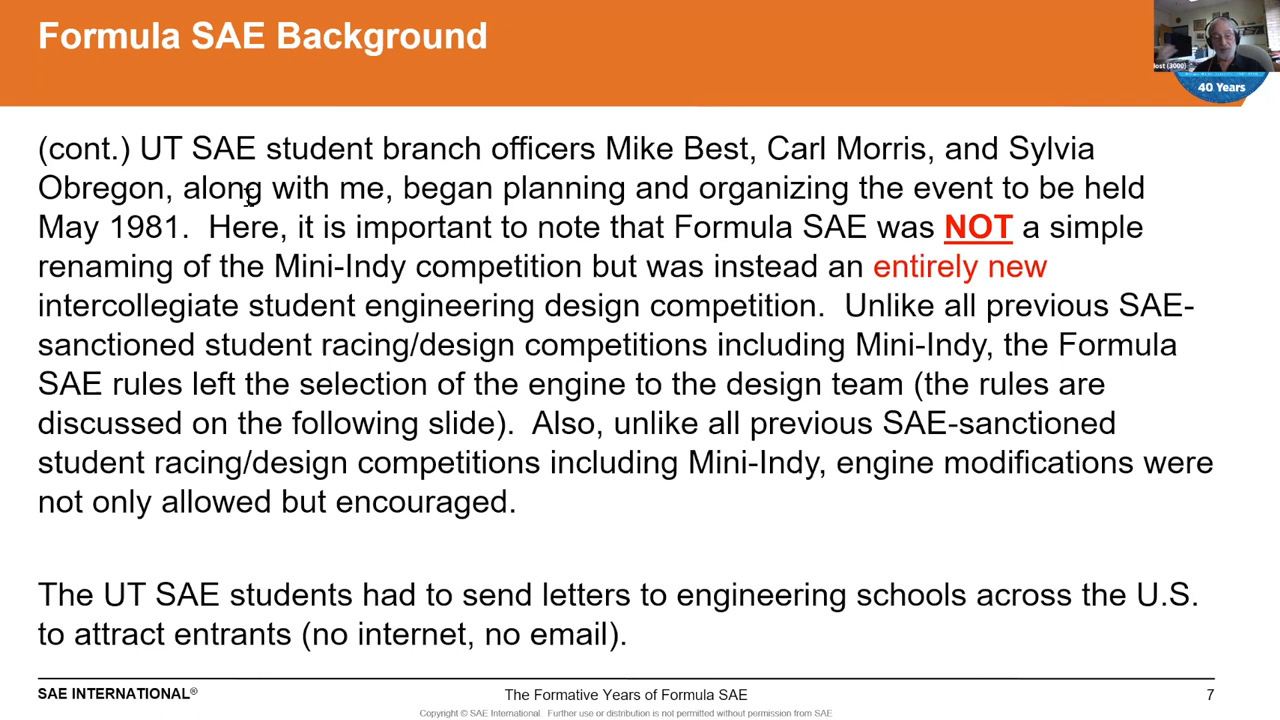 Formula SAE Background
ost (3000)
40 Years
(cont.) UT SAE student branch officers Mike Best, Carl Morris, and Sylvia
Obregon, along with me, began planning and organizing the event to be held
May 1981.  Here, it is important to note that Formula SAE was NOT a simple
renaming of the Mini-Indy competition but was instead an entirely new
intercollegiate student engineering design competition.  Unlike all previous SAE-
sanctioned student racing/design competitions including Mini-Indy, the Formula
SAE rules left the selection of the engine to the design team (the rules are
discussed on the following slide).  Also, unlike all previous SAE-sanctioned
student racing/design competitions including Mini-Indy, engine modifications were
not only allowed but encouraged.
The UT SAE students had to send letters to engineering schools across the U.S.
to attract entrants (no internet, no email).
SAE INTERNATIONAL®
The Formative Years of Formula SAE
7
Copyright © SAE International.  Further use or distribution is not permitted without permission from SAE